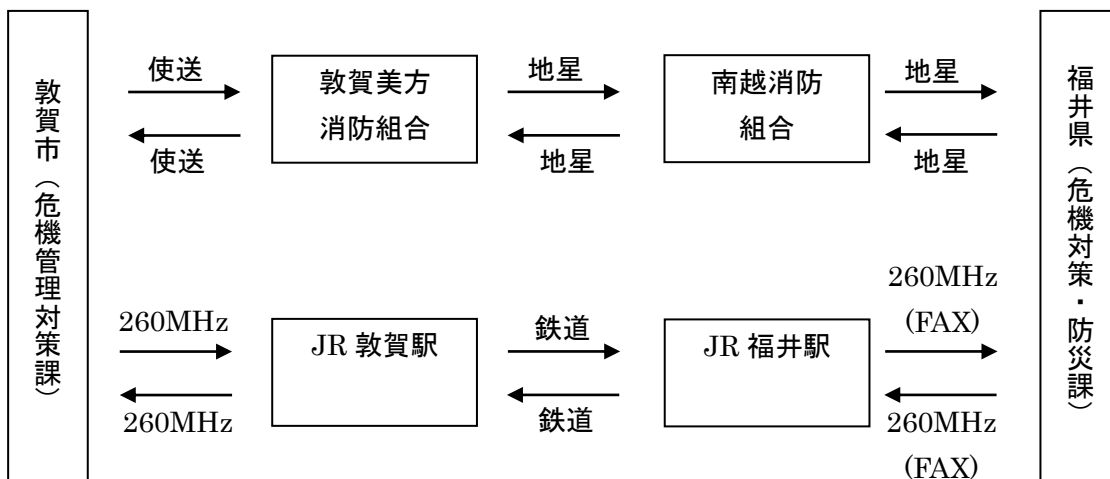 敦賀市（危機管理対策課）
使送
使送
敦賀美方
消防組合
地星
地星
南越消防
組合
地星
地星
福井県（危機対策・防災課）
260MHz
260MHz
JR 敦賀駅
鉄道
鉄道
JR 福井駅
260MHz
(FAX)
260MHz
(FAX)